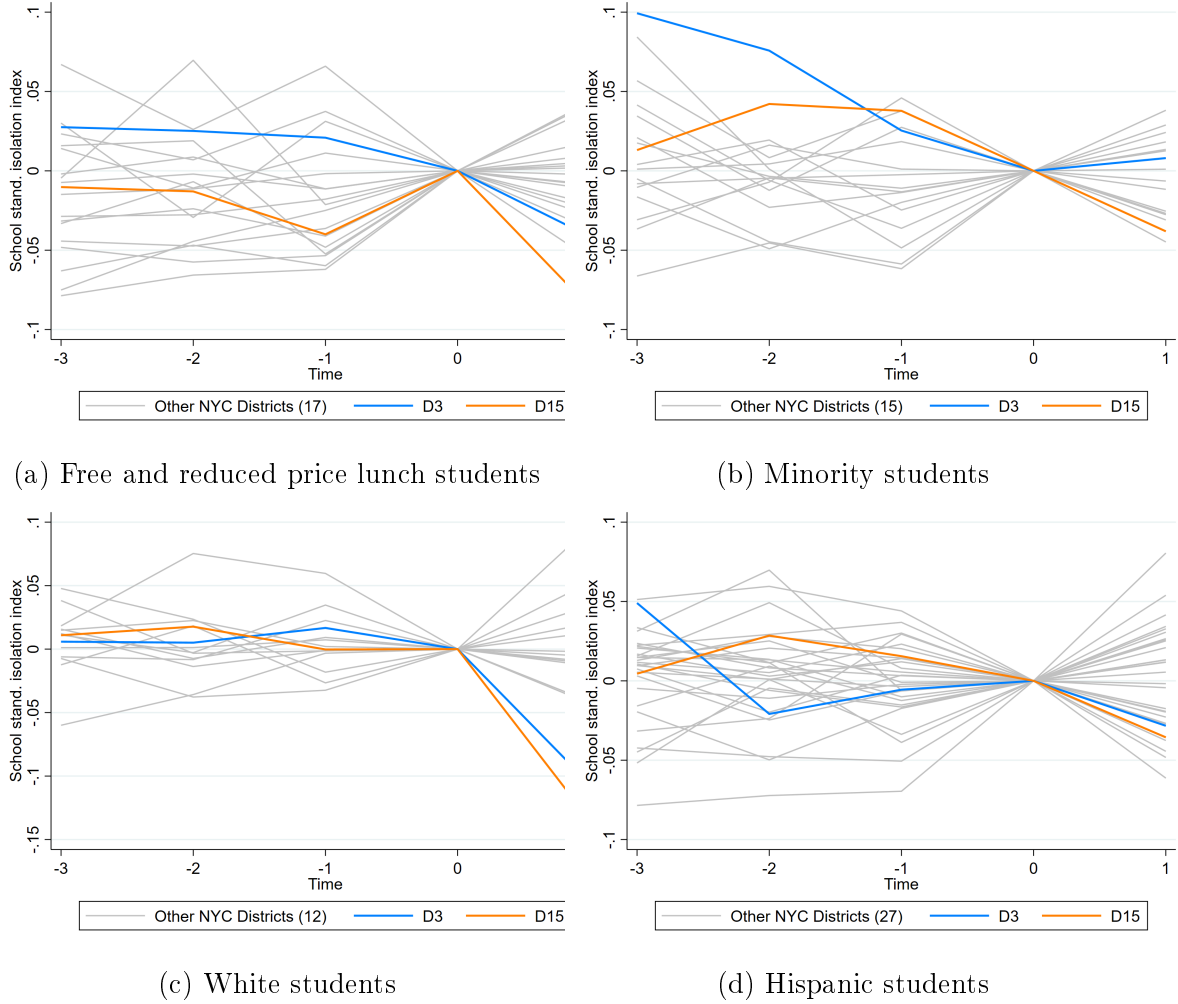 School stand. isolation index
.1
.05
0
-.05
-.1
-3
-2
-1
0
Time
Other NYC Districts (17)
D3
D15
(a) Free and reduced price lunch students
School stand. isolation index
.1
.05
0
-.05
-.1
-3
-2
-1
0
1
Time
Other NYC Districts (15)
D3
D15
(b) Minority students
School stand. isolation index
.1
.05
0
-.05
-.1
-.15
-3
-2
-1
0
Time
Other NYC Districts (12)
D3
D15
(c) White students
School stand. isolation index
.1
.05
0
-.05
-.1
-3
-2
-1
0
1
Time
Other NYC Districts (27)
D3
D15
(d) Hispanic students